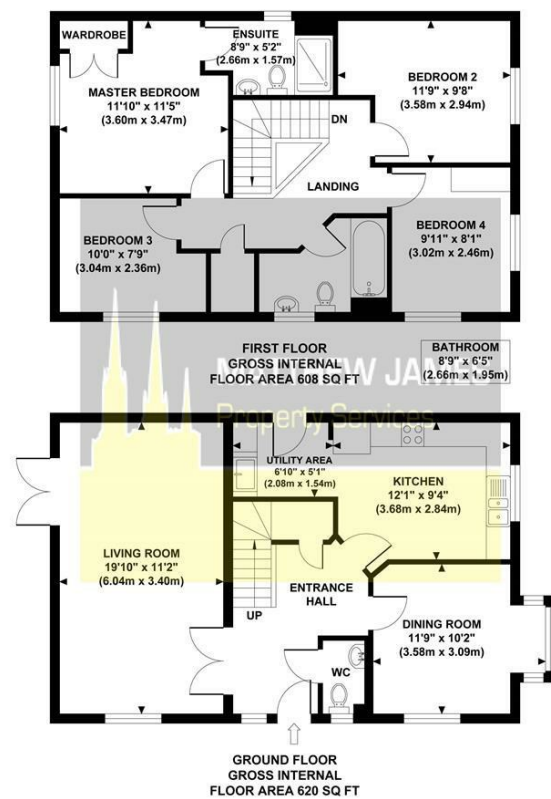 WARDROBE
ENSUITE
8'9" x 5'2"
(2.66m x 1.57m)
MASTER BEDROOM
11'10" x 11'5"
(3.60m x 3.47m)
BEDROOM 2
11'9" x 9'8"
(3.58m x 2.94m)
DN
LANDING
BEDROOM 3
10'0" x 7'9"
(3.04m x 2.36m)
BEDROOM 4
9'11" x 8'1"
(3.02m x 2.46m)
FIRST FLOOR
GROSS INTERNAL
FLOOR AREA 608 SQ FT
BATHROOM
8'9" x 6'5"
(2.66m x 1.95m)
MATTHEW JAMES
Property Services
UTILITY AREA
6'10" x 5'1"
(2.08m x 1.54m)
KITCHEN
12'1" x 9'4"
(3.68m x 2.84m)
LIVING ROOM
19'10" x 11'2"
(6.04m x 3.40m)
UP
ENTRANCE
HALL
DINING ROOM
11'9" x 10'2"
(3.58m x 3.09m)
WC
GROUND FLOOR
GROSS INTERNAL
FLOOR AREA 620 SQ FT